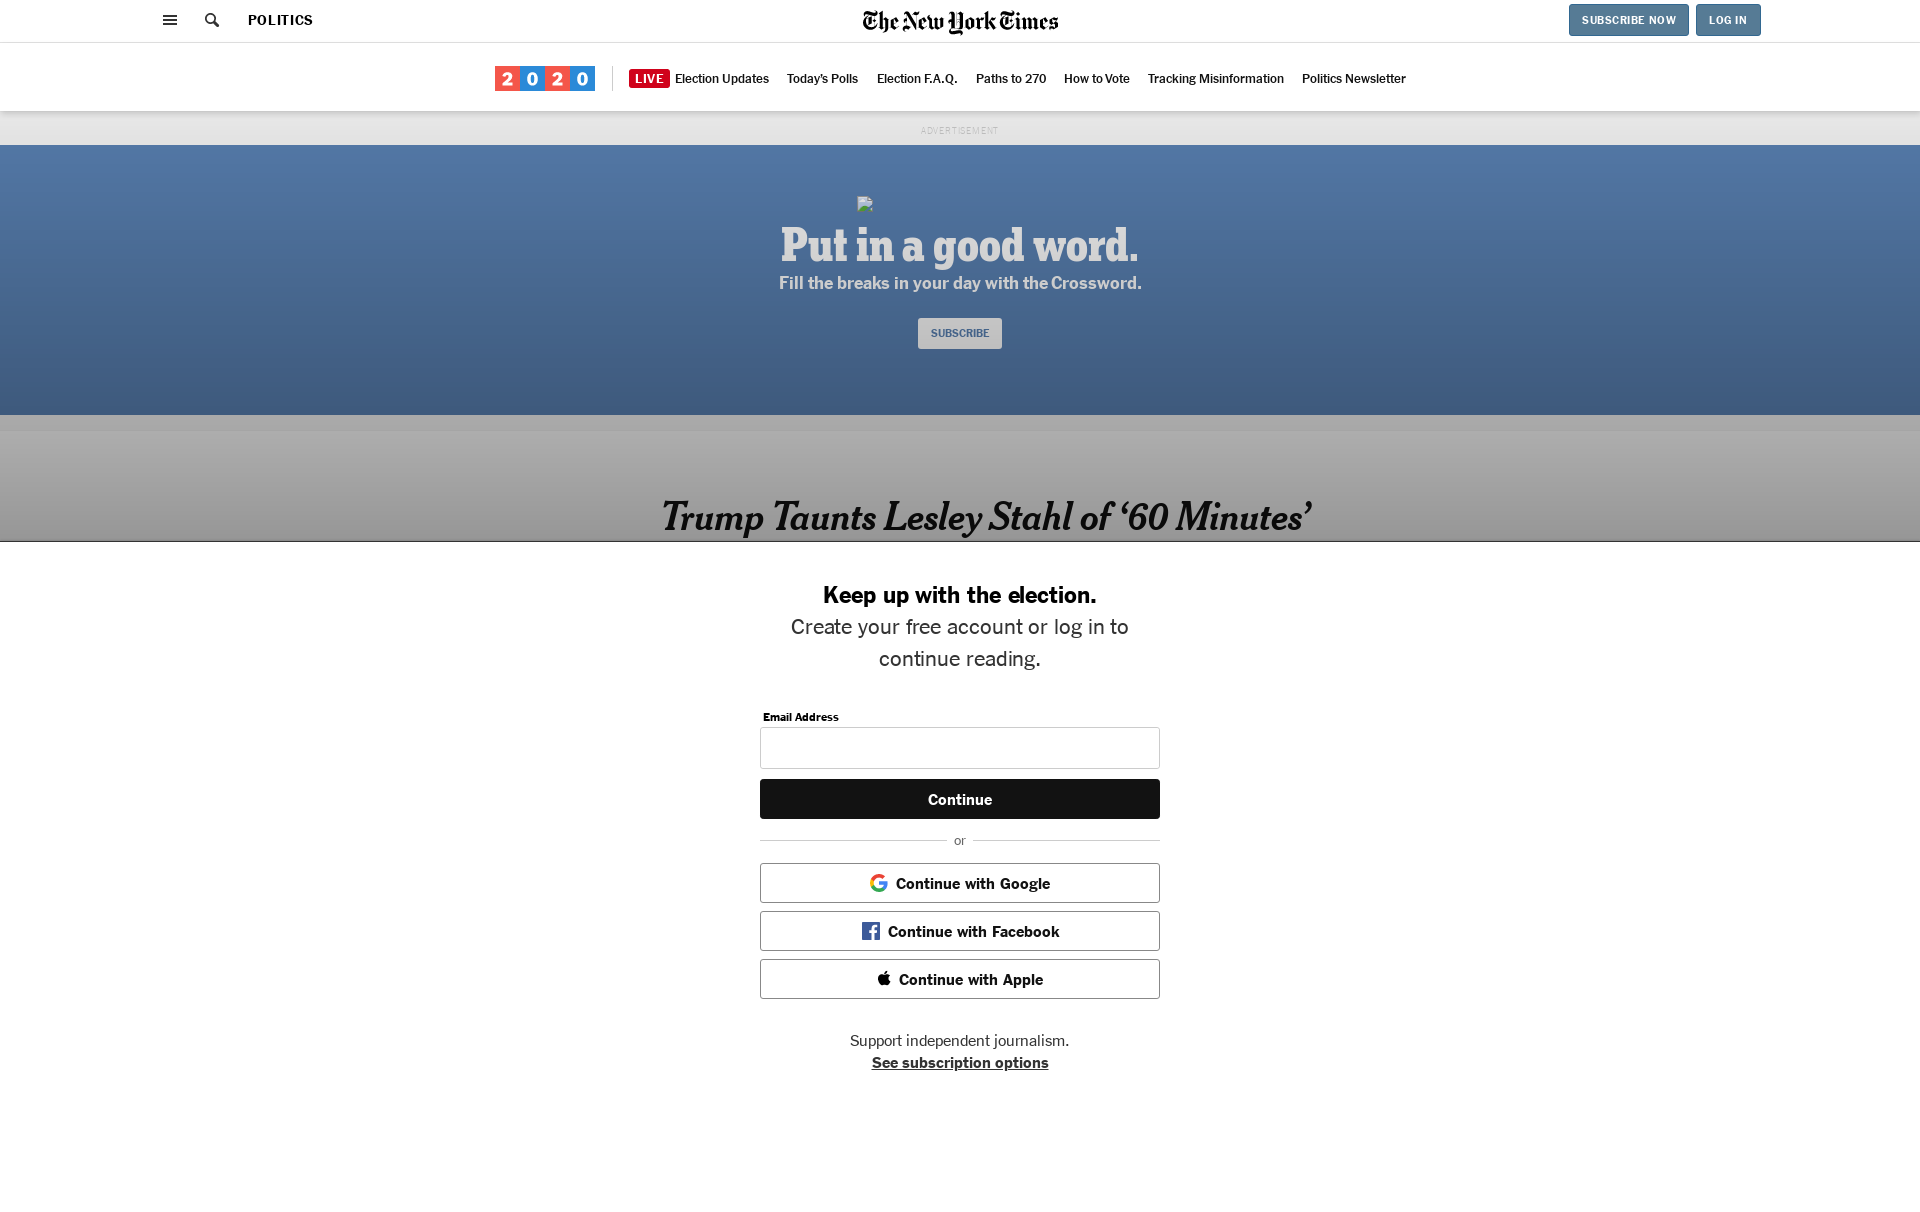 POLITICS
The New York Times
SUBSCRIBE NOW
LOG IN
2020
LIVE Election Updates Today's Polls Election F.A.Q. Paths to 270 How to Vote Tracking Misinformation Politics Newsletter
ADVERTISEMENT
Put in a good word.
Fill the breaks in your day with the Crossword.
SUBSCRIBE
Trump Taunts Lesley Stahl of ‘60 Minutes’
Keep up with the election.
Create your free account or log in to
continue reading.
Email Address
Continue
or
Continue with Google
Continue with Facebook
Continue with Apple
Support independent journalism.
See subscription options